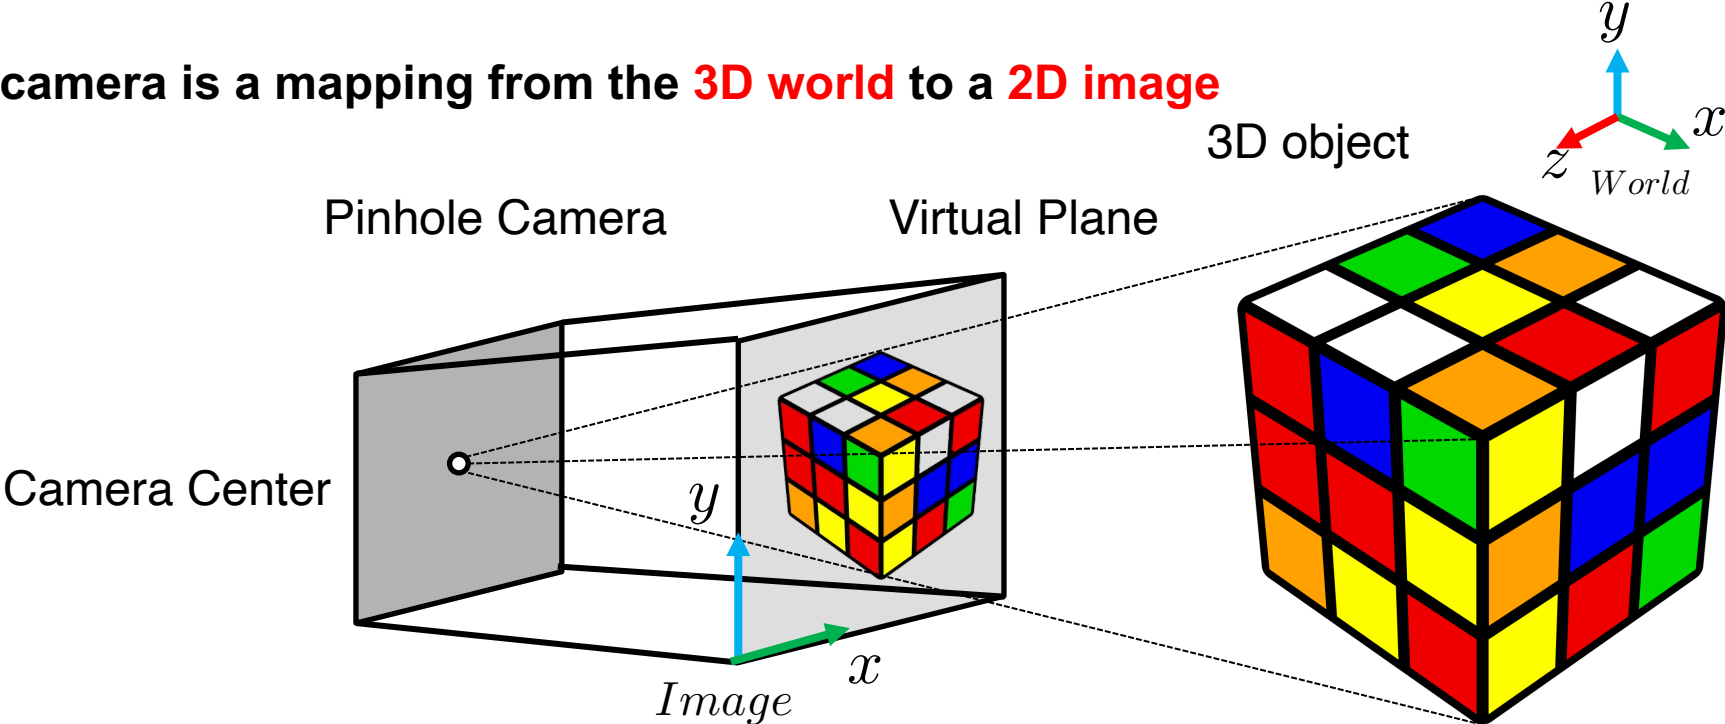 y
camera is a mapping from the 3D world to a 2D image
x
3D object
z
World
Pinhole Camera
Virtual Plane
Camera Center
y
x
Image